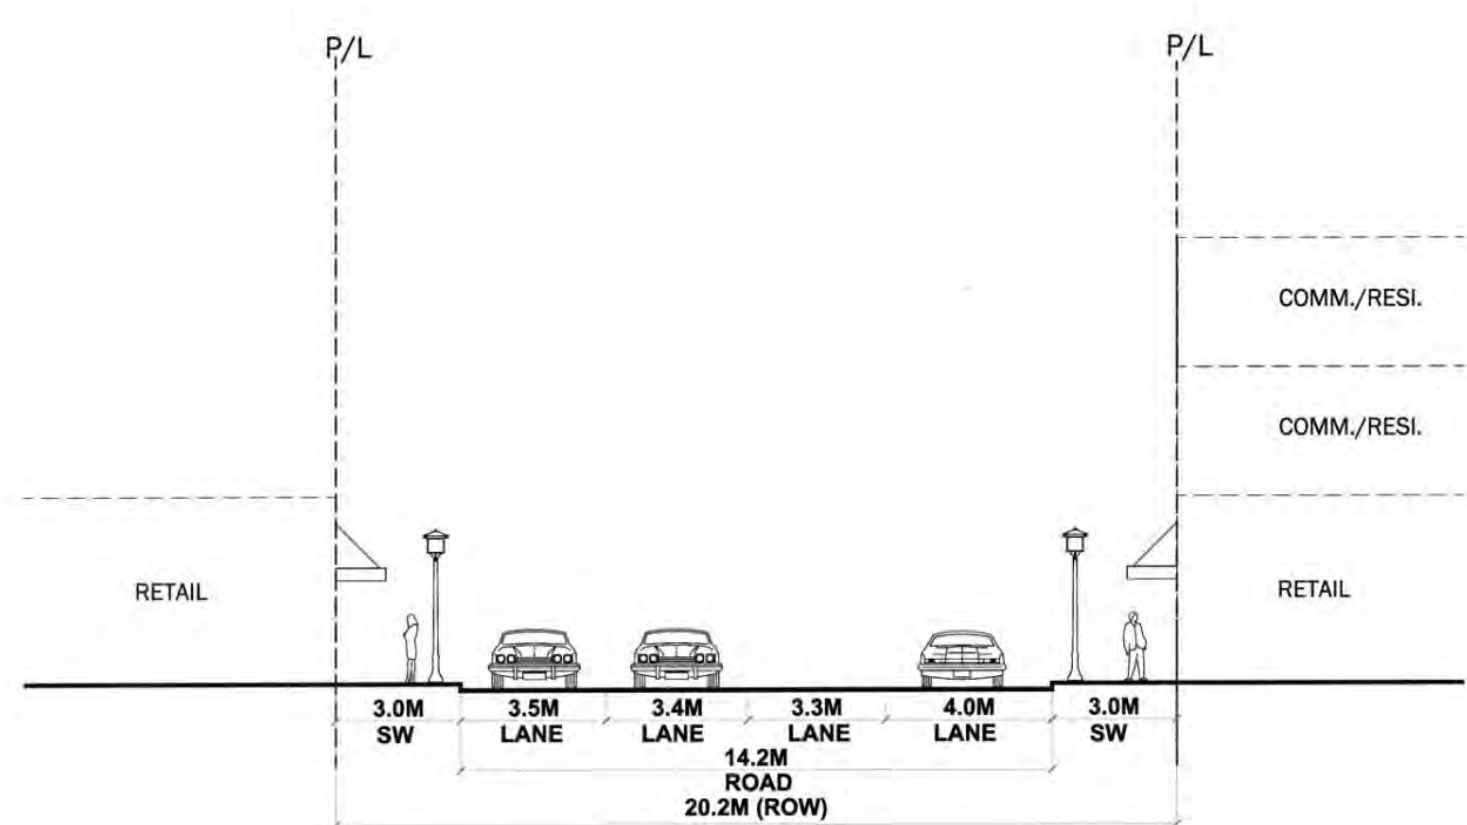 P/L
P/L
COMM./RESI.
COMM./RESI.
RETAIL
RETAIL
3.0M
SW
3.5M
LANE
3.4M
LANE
3.3M
LANE
4.0M
LANE
3.0M
SW
14.2M
ROAD
20.2M (ROW)